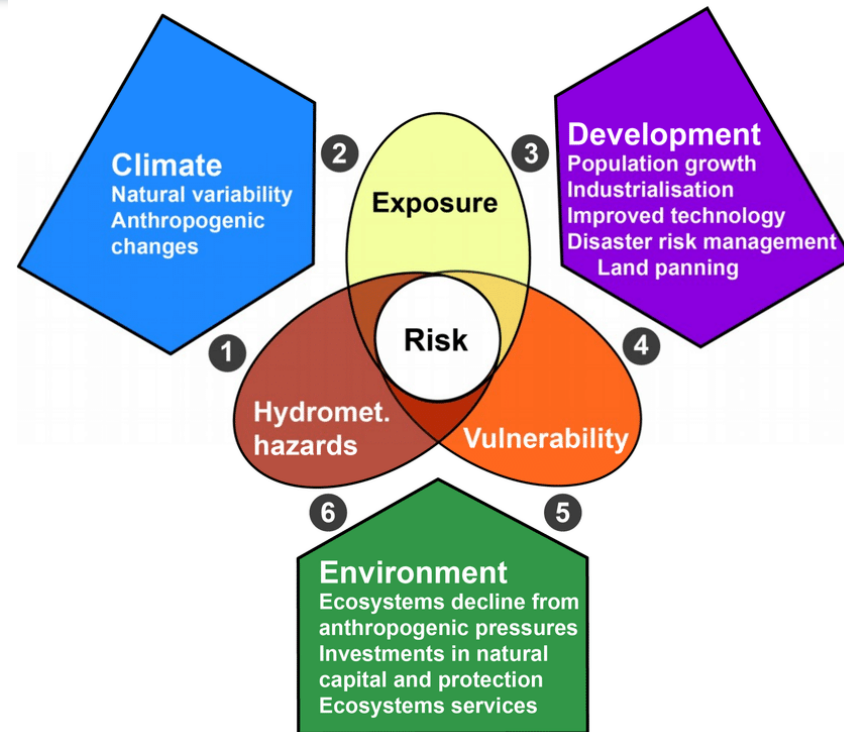 Climate
Natural variability
Anthropogenic
changes
2
Exposure
3
Development
Population growth
Industrialisation
Improved technology
Disaster risk management
Land panning
1
Risk
4
Hydromet.
hazards
Vulnerability
6
5
Environment
Ecosystems decline from
anthropogenic pressures
Investments in natural
capital and protection
Ecosystems services